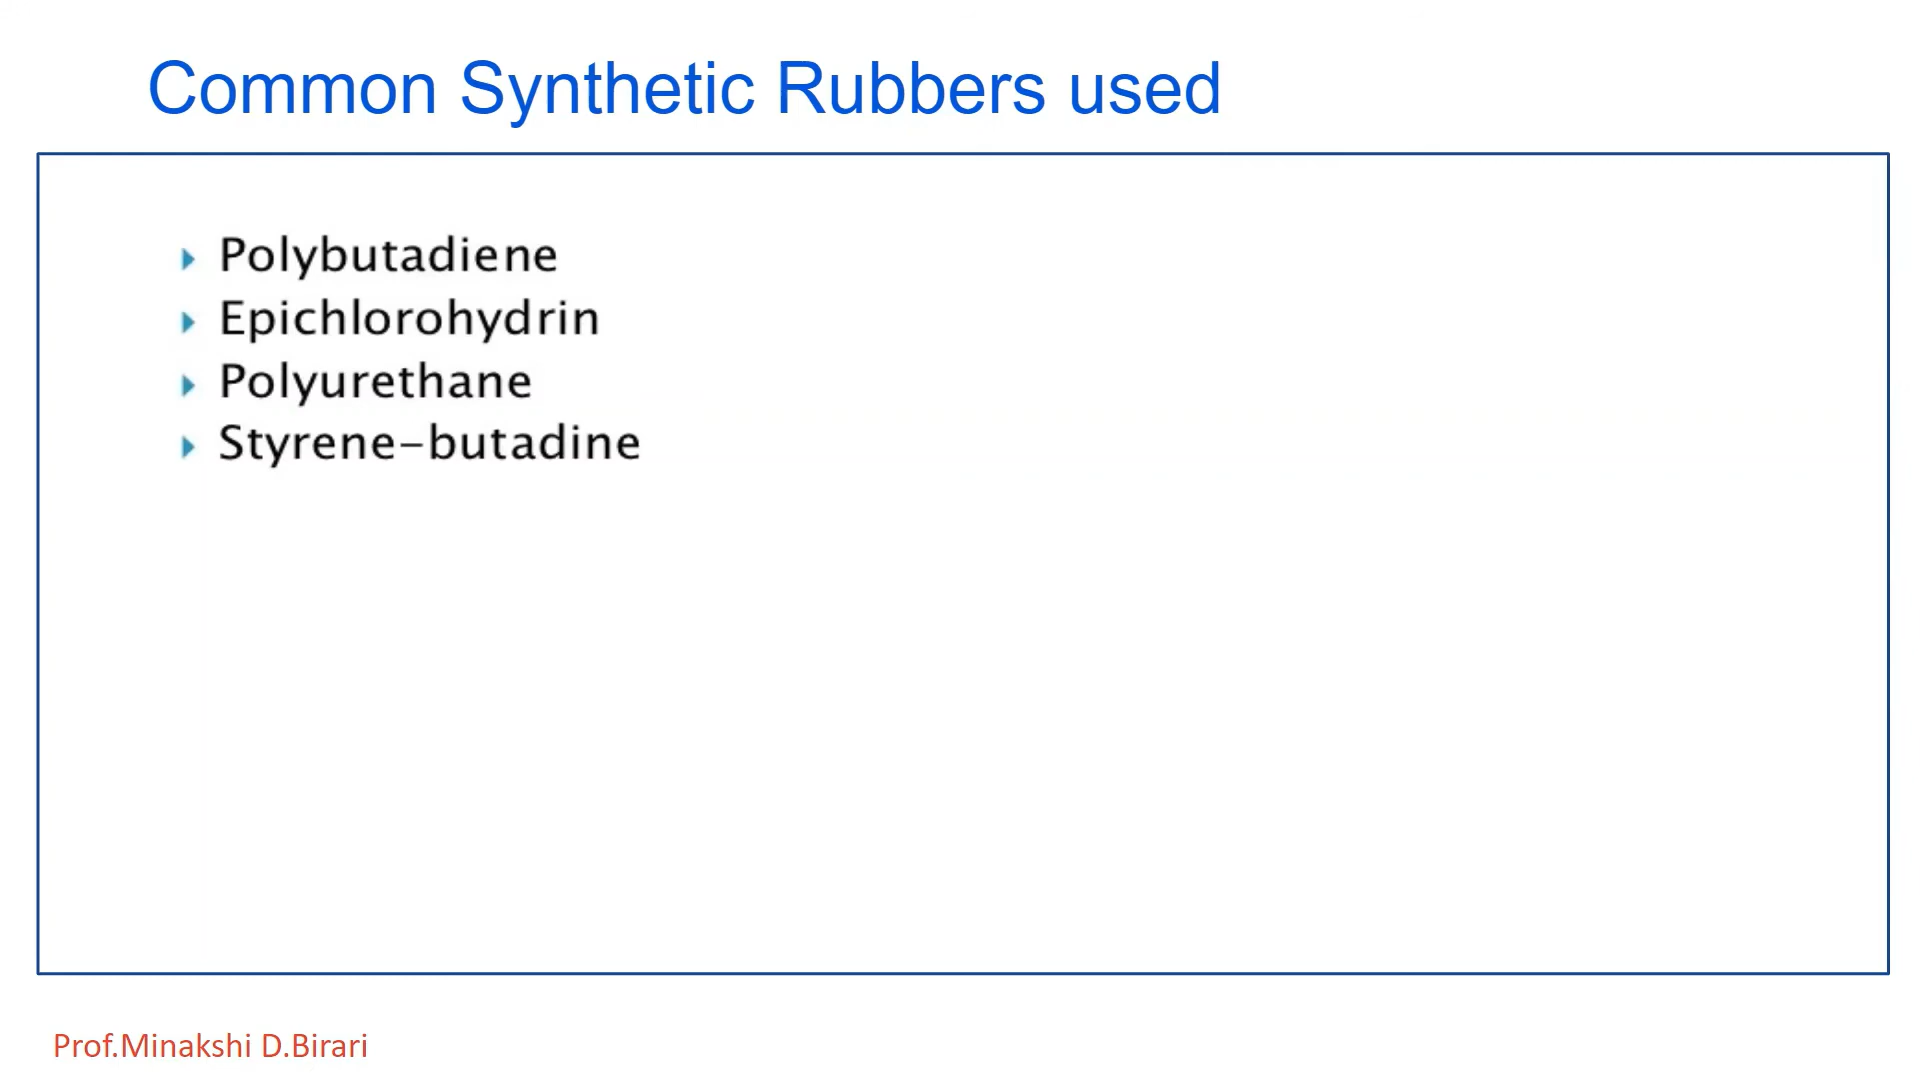 Common Synthetic Rubbers used
Polybutadiene
Epichlorohydrin
Polyurethane
Styrene-butadine
Prof.Minakshi D.Birari